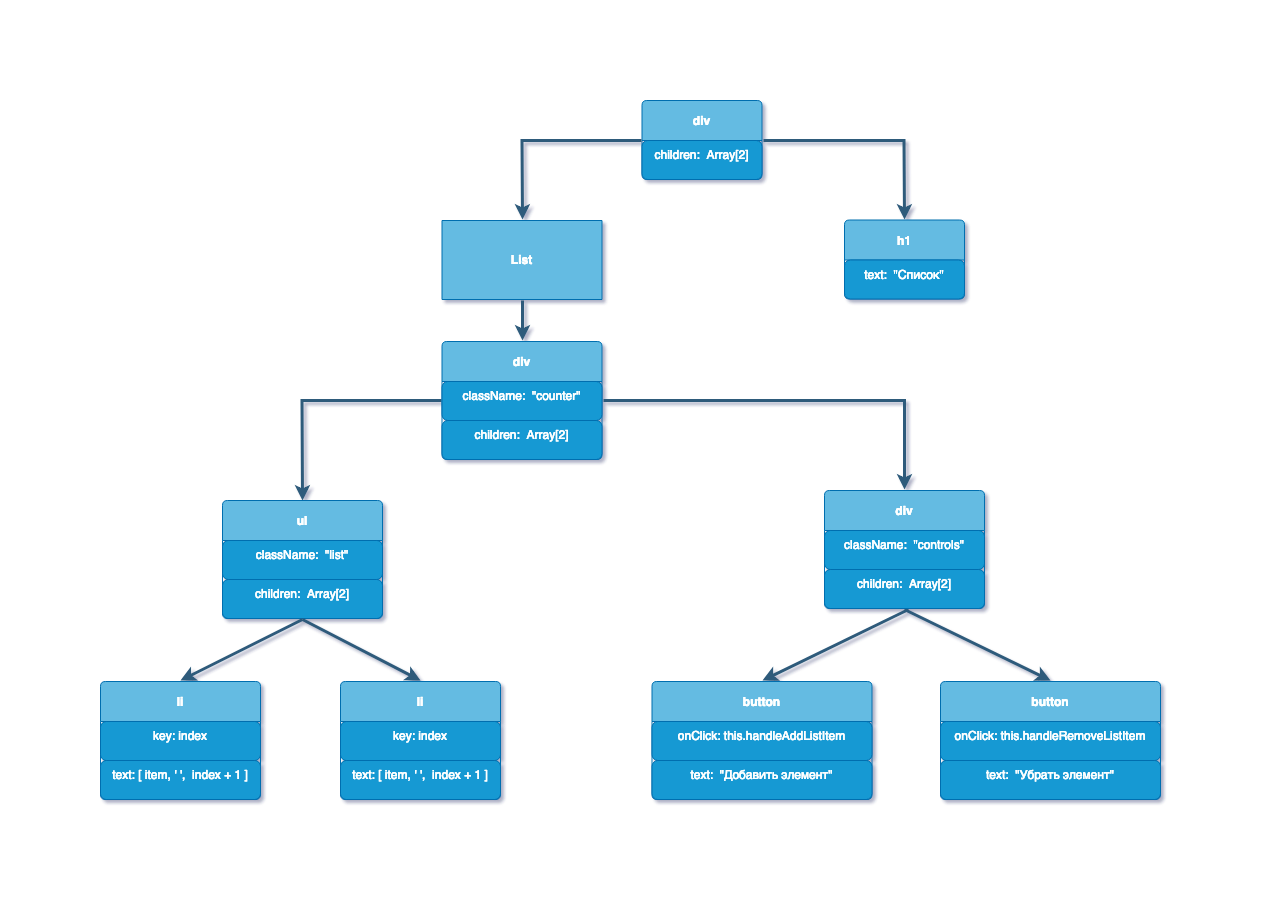 div
children: Array[2]
List
h1
text: "Список"
div
className: "counter"
children: Array[2]
ul
className: "list"
children: Array[2]
div
className: "controls"
children: Array[2]
li
key: index
text: [ item, ' ', index + 1 ]
li
key: index
text: [ item, ' ', index + 1 ]
button
onClick: this.handleAddListItem
text: "Добавить элемент"
button
onClick: this.handleRemoveListItem
text: "Убрать элемент"